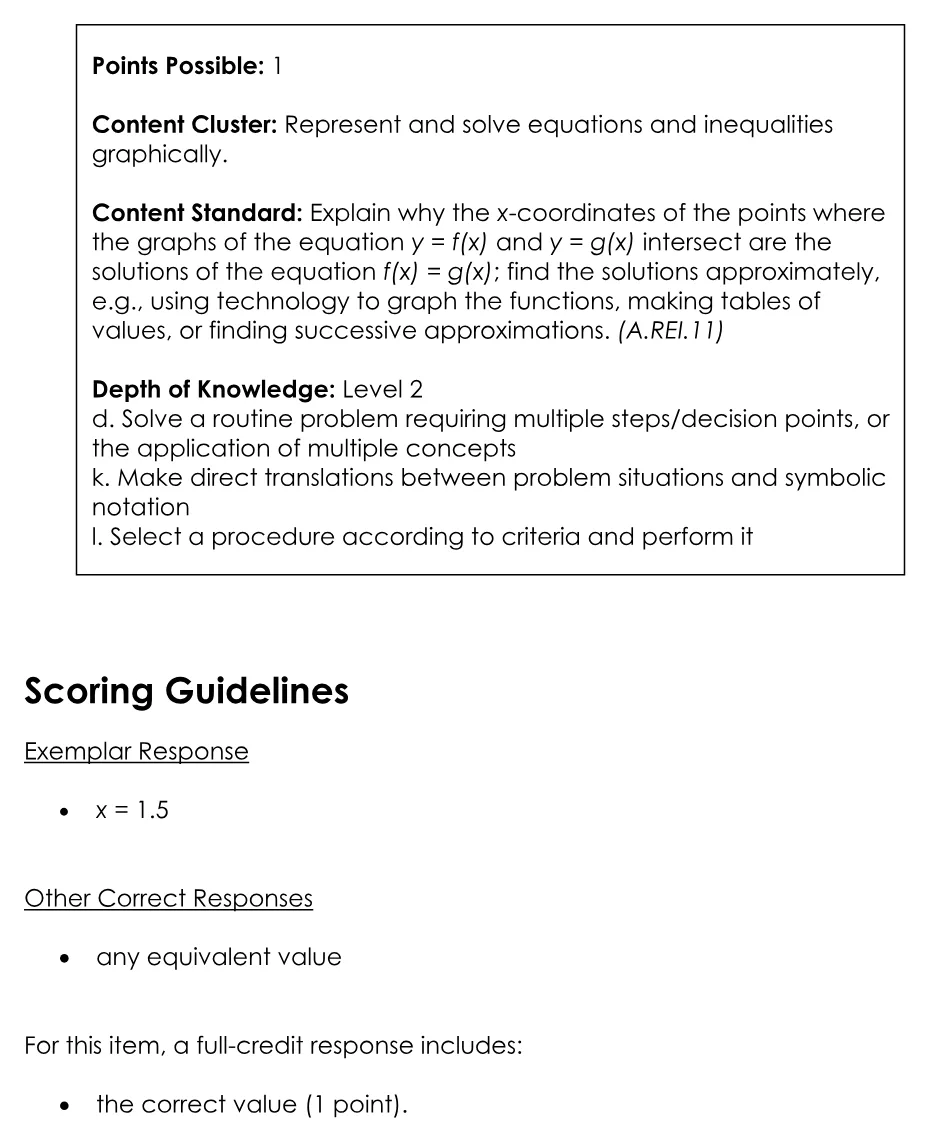 Points Possible: 1
Content Cluster: Represent and solve equations and inequalities
graphically.
Content Standard: Explain why the x-coordinates of the points where
the graphs of the equation y = f(x) and y = g(x) intersect are the
solutions of the equation f(x) = g(x); find the solutions approximately,
e.g., using technology to graph the functions, making tables of
values, or finding successive approximations. (A.REI.11)
Depth of Knowledge: Level 2
d. Solve a routine problem requiring multiple steps/decision points, or
the application of multiple concepts
k. Make direct translations between problem situations and symbolic
notation
l. Select a procedure according to criteria and perform it
Scoring Guidelines
Exemplar Response
• x = 1.5
Other Correct Responses
• any equivalent value
For this item, a full-credit response includes:
• the correct value (1 point).